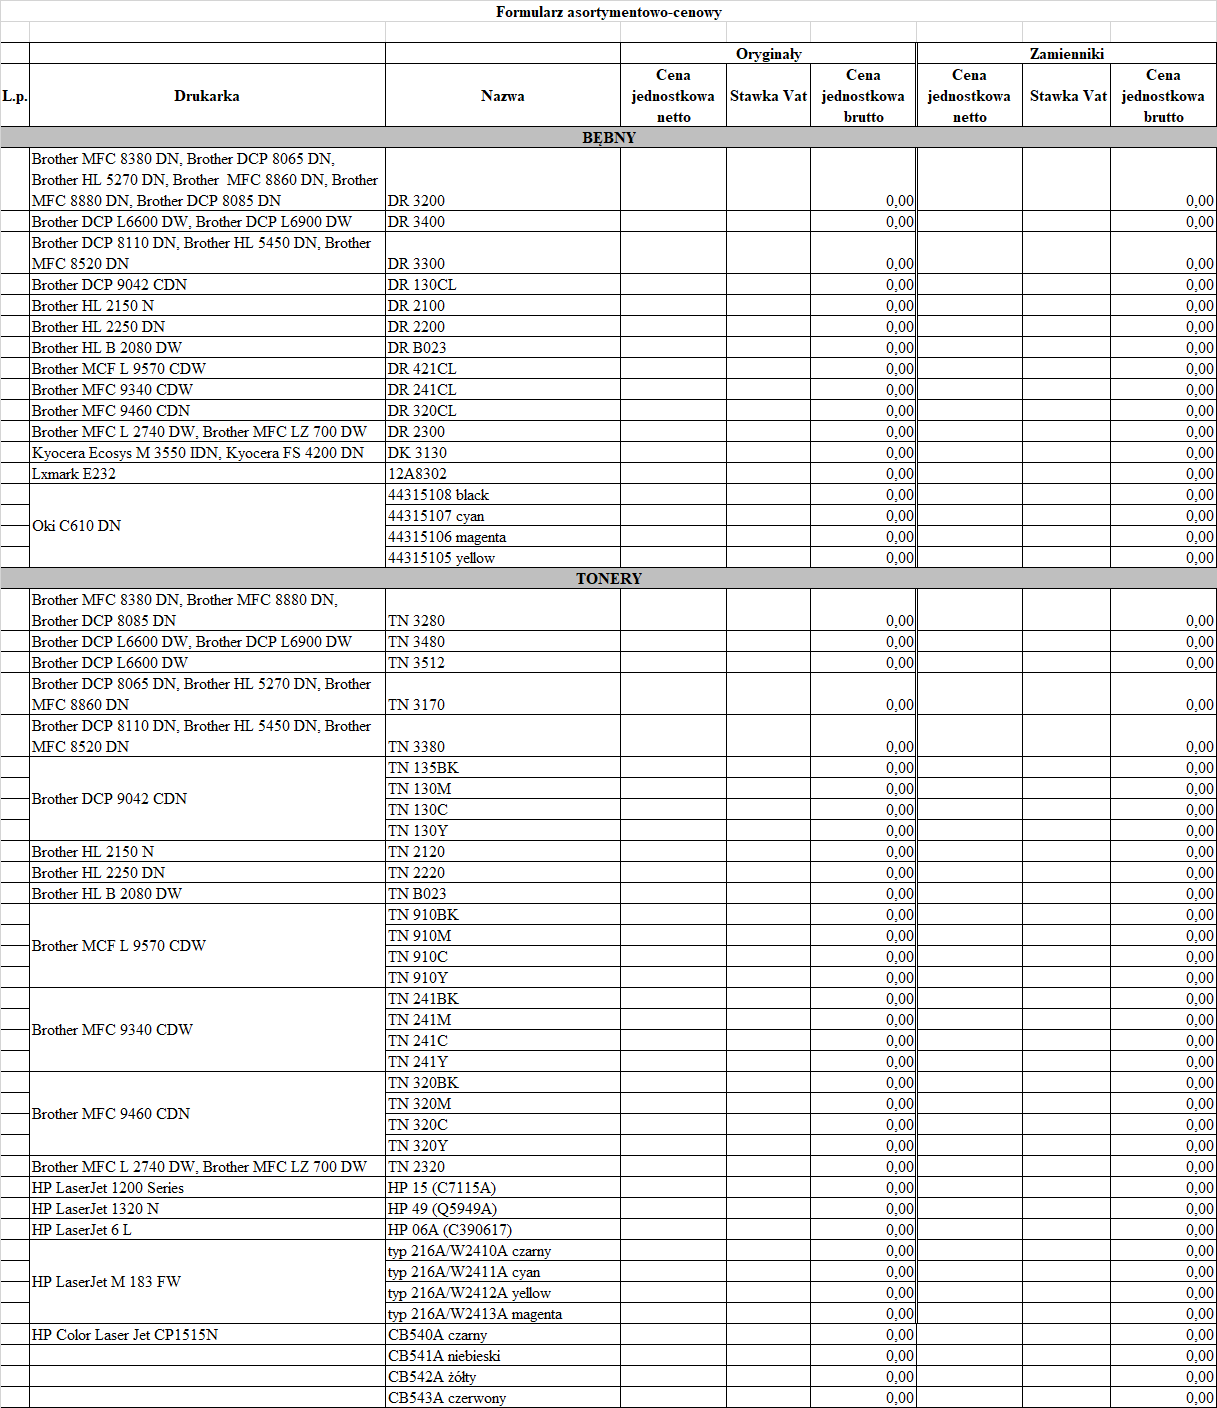 Formularz asortymentowo-cenowy
Oryginały Zamienniki
L.p. Drukarka Nazwa Cena jednostkowa netto Stawka Vat Cena jednostkowa brutto Cena jednostkowa netto Stawka Vat Cena jednostkowa brutto
BĘBNY
Brother MFC 8380 DN, Brother DCP 8065 DN,
Brother HL 5270 DN, Brother  MFC 8860 DN, Brother
MFC 8880 DN, Brother DCP 8085 DN DR 3200 0,00 0,00
Brother DCP L6600 DW, Brother DCP L6900 DW DR 3400 0,00 0,00
Brother DCP 8110 DN, Brother HL 5450 DN, Brother
MFC 8520 DN DR 3300 0,00 0,00
Brother DCP 9042 CDN DR 130CL 0,00 0,00
Brother HL 2150 N DR 2100 0,00 0,00
Brother HL 2250 DN DR 2200 0,00 0,00
Brother HL B 2080 DW DR B023 0,00 0,00
Brother MCF L 9570 CDW DR 421CL 0,00 0,00
Brother MFC 9340 CDW DR 241CL 0,00 0,00
Brother MFC 9460 CDN DR 320CL 0,00 0,00
Brother MFC L 2740 DW, Brother MFC LZ 700 DW DR 2300 0,00 0,00
Kyocera Ecosys M 3550 IDN, Kyocera FS 4200 DN DK 3130 0,00 0,00
Lxmark E232 12A8302 0,00 0,00
Oki C610 DN
44315108 black 0,00 0,00
44315107 cyan 0,00 0,00
44315106 magenta 0,00 0,00
44315105 yellow 0,00 0,00
TONERY
Brother MFC 8380 DN, Brother MFC 8880 DN,
Brother DCP 8085 DN TN 3280 0,00 0,00
Brother DCP L6600 DW, Brother DCP L6900 DW TN 3480 0,00 0,00
Brother DCP L6600 DW TN 3512 0,00 0,00
Brother DCP 8065 DN, Brother HL 5270 DN, Brother
MFC 8860 DN TN 3170 0,00 0,00
Brother DCP 8110 DN, Brother HL 5450 DN, Brother
MFC 8520 DN TN 3380 0,00 0,00
Brother DCP 9042 CDN
TN 135BK 0,00 0,00
TN 130M 0,00 0,00
TN 130C 0,00 0,00
TN 130Y 0,00 0,00
Brother HL 2150 N TN 2120 0,00 0,00
Brother HL 2250 DN TN 2220 0,00 0,00
Brother HL B 2080 DW TN B023 0,00 0,00
Brother MCF L 9570 CDW
TN 910BK 0,00 0,00
TN 910M 0,00 0,00
TN 910C 0,00 0,00
TN 910Y 0,00 0,00
Brother MFC 9340 CDW
TN 241BK 0,00 0,00
TN 241M 0,00 0,00
TN 241C 0,00 0,00
TN 241Y 0,00 0,00
Brother MFC 9460 CDN
TN 320BK 0,00 0,00
TN 320M 0,00 0,00
TN 320C 0,00 0,00
TN 320Y 0,00 0,00
Brother MFC L 2740 DW, Brother MFC LZ 700 DW TN 2320 0,00 0,00
HP LaserJet 1200 Series HP 15 (C7115A) 0,00 0,00
HP LaserJet 1320 N HP 49 (Q5949A) 0,00 0,00
HP LaserJet 6 L HP 06A (C390617) 0,00 0,00
HP LaserJet M 183 FW
typ 216A/W2410A czarny 0,00 0,00
typ 216A/W2411A cyan 0,00 0,00
typ 216A/W2412A yellow 0,00 0,00
typ 216A/W2413A magenta 0,00 0,00
HP Color Laser Jet CP1515N CB540A czarny 0,00 0,00
CB541A niebieski 0,00 0,00
CB542A żółty 0,00 0,00
CB543A czerwony 0,00 0,00